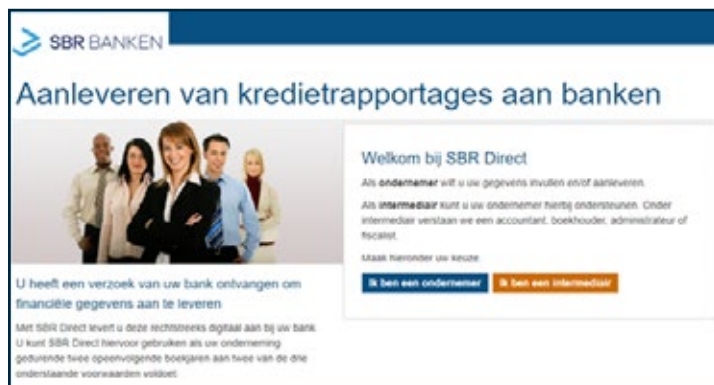 SBR BANKEN
Aanleveren van kredietrapportages aan banken
U heeft een verzoek van uw bank ontvangen om
financiële gegevens aan te leveren
Met SBR Direct levert u deze rechtstreeks digitaal aan bij uw bank.
U kunt SBR Direct hiervoor gebruiken als uw onderneming
gedurende twee opeenvolgende boekjaren aan twee van de drie
onderstaande voorwaarden voldoet
Welkom bij SBR Direct
Als ondernemer wilt u uw gegevens invullen en/of aanleveren.
Als intermediair kunt u uw ondernemer hierbij ondersteunen. Onder
intermediair verstaan we een accountant, boekhouder, administrateur of
fiscalist.
Maak hieronder uw keuze.
Ik ben een ondernemer
Ik ben een intermediair